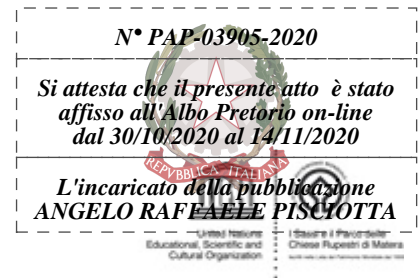 N° PAP-03905-2020
Si attesta che il presente atto è stato
affisso all'Albo Pretorio on-line
dal 30/10/2020 al 14/11/2020
REPVBBLICA ITALIANA
L'incaricato della pubblicazione
ANGELO RAFFAELE PISCIOTTA
United Nations
Educational, Scientific and
Cultural Organization
I Sassi e il Parco delle
Chiese Rupestri di Matera